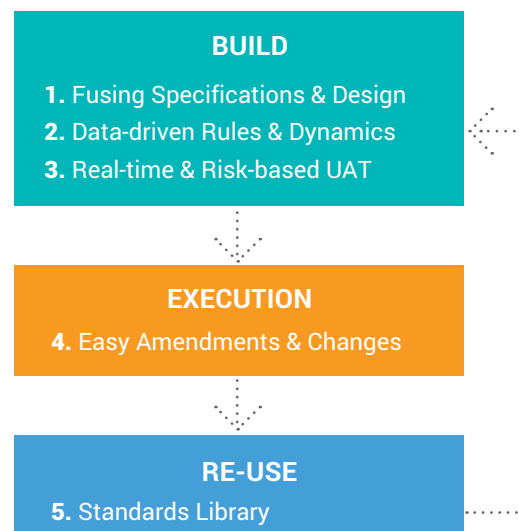 BUILD
1. Fusing Specifications & Design
2. Data-driven Rules & Dynamics
3. Real-time & Risk-based UAT
EXECUTION
4. Easy Amendments & Changes
RE-USE
5. Standards Library